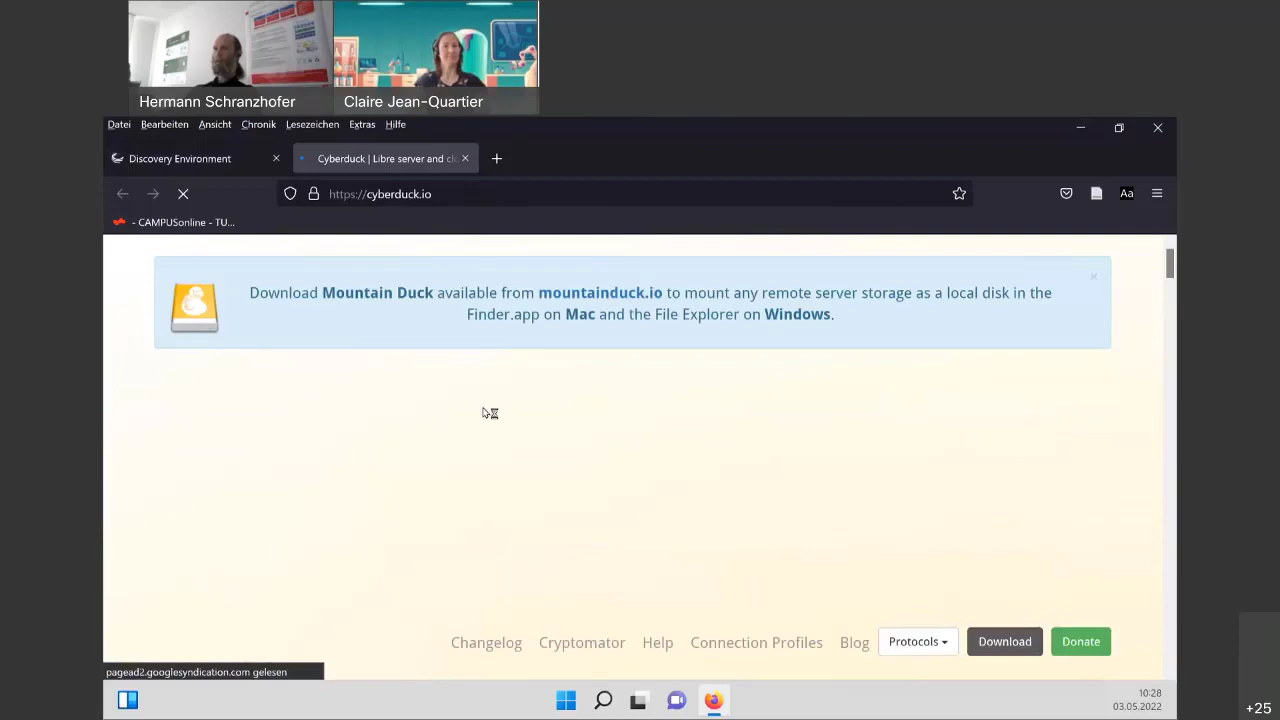 Hermann Schranzhofer
Claire Jean-Quartier
Datei Bearbeiten Ansicht Chronik Lesezeichen Extras Hilfe
Discovery Environment
Cyberduck | Libre server and clo
https://cyberduck.io
Aa
- CAMPUSonline - TU...
Download Mountain Duck available from mountainduck.io to mount any remote server storage as a local disk in the
Finder.app on Mac and the File Explorer on Windows.
Changelog Cryptomator Help Connection Profiles Blog Protocols Download Donate
pagead2.googlesyndication.com gelesen
10:28
03.05.2022
+25